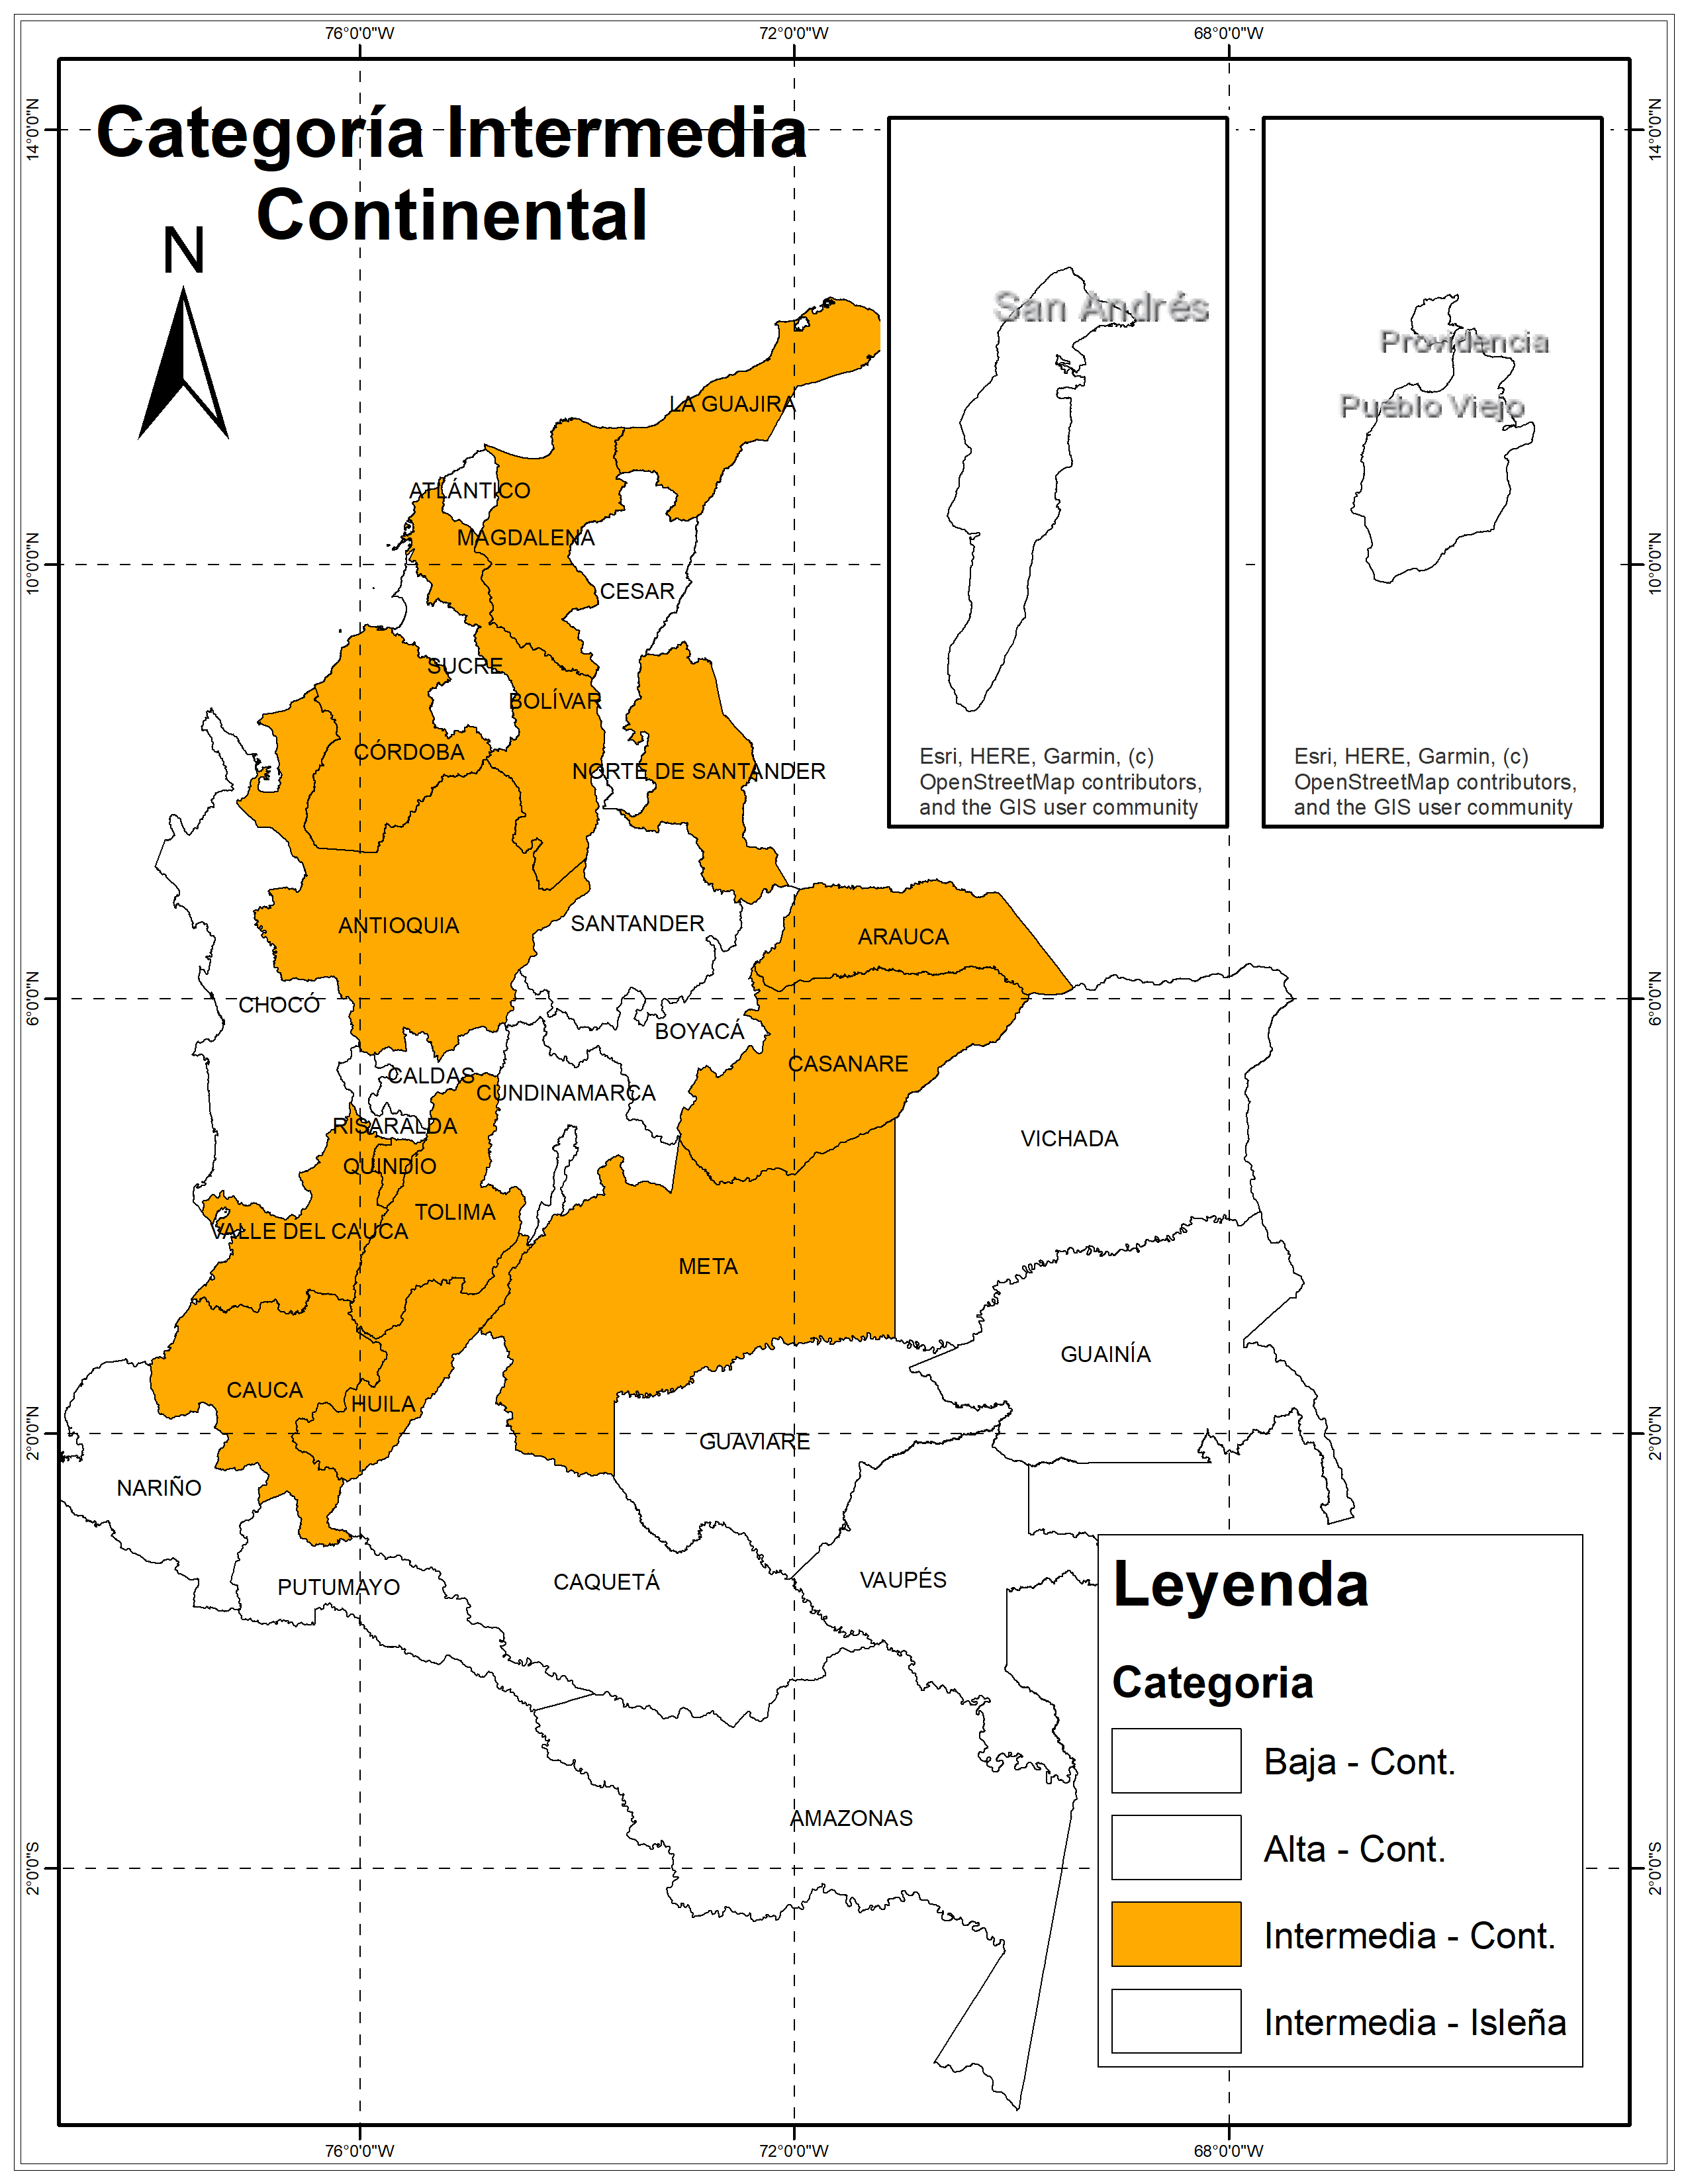 76°0'0"W
72°0'0"W
68°0'0"W
14°0'0"N
14°0'0"N
Categoría Intermedia
Continental
N
San Andrés
Providencia
Pueblo Viejo
LA GUAJIRA
ATLÁNTICO
MAGDALENA
10°0'0"N
10°0'0"N
CESAR
SUCRE
BOLÍVAR
CÓRDOBA
NORTE DE SANTANDER
Esri, HERE, Garmin, (c)
OpenStreetMap contributors,
and the GIS user community
Esri, HERE, Garmin, (c)
OpenStreetMap contributors,
and the GIS user community
ANTIOQUIA
SANTANDER
ARAUCA
6°0'0"N
6°0'0"N
CHOCÓ
BOYACÁ
CASANARE
CALDAS
CUNDINAMARCA
RISARALDA
VICHADA
QUINDÍO
TOLIMA
VALLE DEL CAUCA
META
GUAINÍA
CAUCA
HUILA
2°0'0"N
2°0'0"N
GUAVIARE
NARIÑO
PUTUMAYO
CAQUETÁ
VAUPÉS
Leyenda
Categoria
Baja - Cont.
AMAZONAS
Alta - Cont.
2°0'0"S
2°0'0"S
Intermedia - Cont.
Intermedia - Isleña
76°0'0"W
72°0'0"W
68°0'0"W